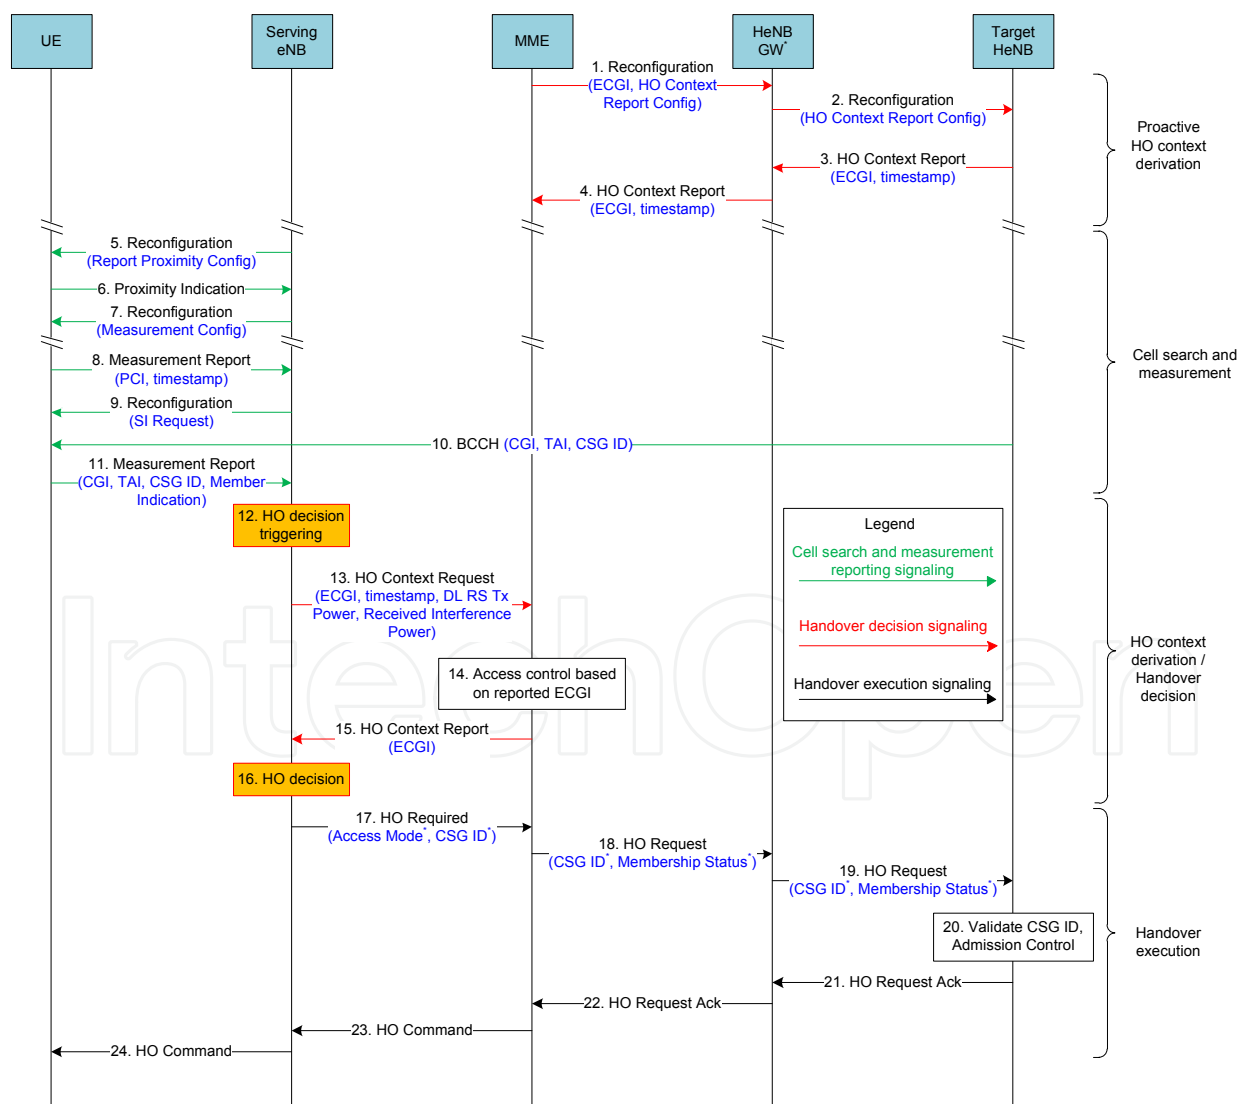 UE
Serving
eNB
MME
HeNB
GW*
Target
HeNB
1. Reconfiguration
(ECGI, HO Context
Report Config)
2. Reconfiguration
(HO Context Report Config)
3. HO Context Report
(ECGI, timestamp)
4. HO Context Report
(ECGI, timestamp)
Proactive
HO context
derivation
5. Reconfiguration
(Report Proximity Config)
6. Proximity Indication
7. Reconfiguration
(Measurement Config)
8. Measurement Report
(PCI, timestamp)
9. Reconfiguration
(SI Request)
10. BCCH (CGI, TAI, CSG ID)
11. Measurement Report
(CGI, TAI, CSG ID, Member
Indication)
Cell search and
measurement
12. HO decision
triggering
Legend
Cell search and measurement
reporting signaling
Handover decision signaling
Handover execution signaling
13. HO Context Request
(ECGI, timestamp, DL RS Tx
Power, Received Interference
Power)
14. Access control based
on reported ECGI
15. HO Context Report
(ECGI)
16. HO decision
HO context
derivation /
Handover
decision
IntechOpen
17. HO Required
(Access Mode*, CSG ID*)
18. HO Request
(CSG ID*, Membership Status*)
19. HO Request
(CSG ID*, Membership Status*)
20. Validate CSG ID,
Admission Control
21. HO Request Ack
22. HO Request Ack
23. HO Command
24. HO Command
Handover
execution